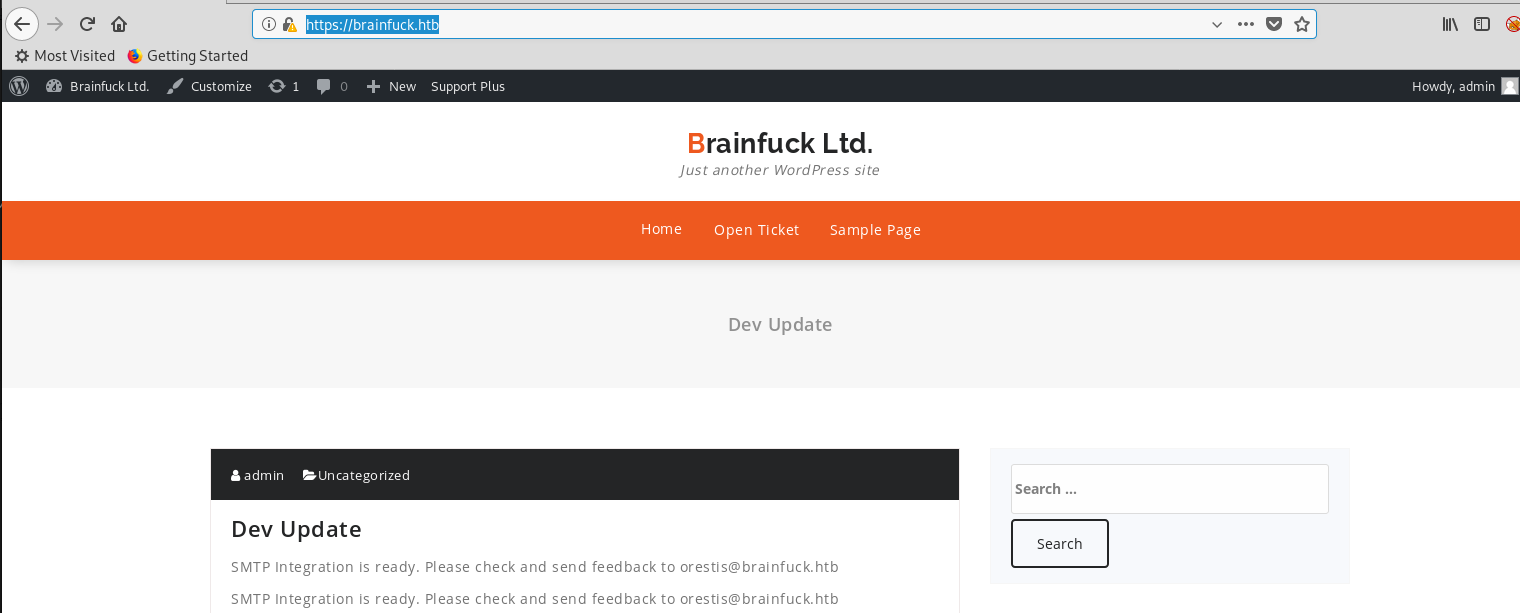 https://brainfuck.htb
Most Visited Getting Started
Brainfuck Ltd. Customize 1 0 New Support Plus Howdy, admin
Brainfuck Ltd.
Just another WordPress site
Home Open Ticket Sample Page
Dev Update
admin Uncategorized
Dev Update
SMTP Integration is ready. Please check and send feedback to orestis@brainfuck.htb
SMTP Integration is ready. Please check and send feedback to orestis@brainfuck.htb
Search ...
Search